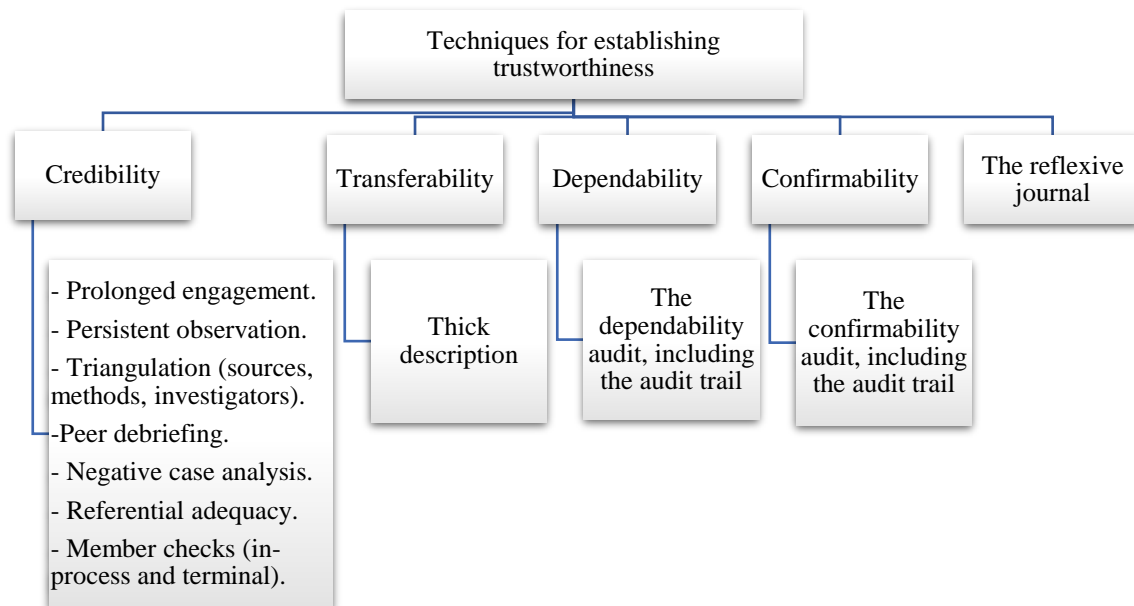 Techniques for establishing
trustworthiness
Credibility
Transferability
Dependability
Confirmability
The reflexive
journal
- Prolonged engagement.
- Persistent observation.
- Triangulation (sources,
methods, investigators).
-Peer debriefing.
- Negative case analysis.
- Referential adequacy.
- Member checks (in-
process and terminal).
Thick
description
The
dependability
audit, including
the audit trail
The
confirmability
audit, including
the audit trail